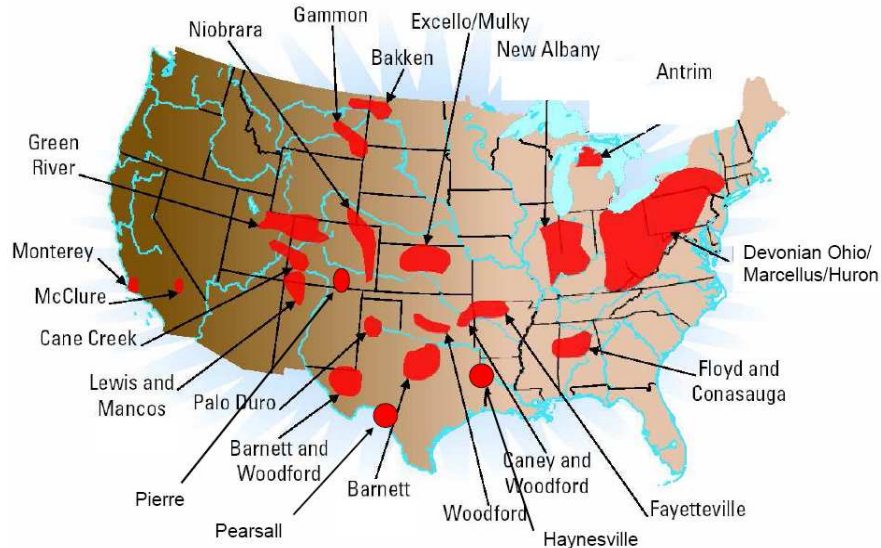 Gammon
Niobrara
Excello/Mulky
New Albany
Bakken
Antrim
Green
River
Monterey
McClure
Cane Creek
Devonian Ohio/
Marcellus/Huron
Lewis and
Mancos
Palo Duro
Floyd and
Conasauga
Barnett and
Woodford
Barnett
Caney and
Woodford
Pierre
Woodford
Fayetteville
Pearsall
Haynesville